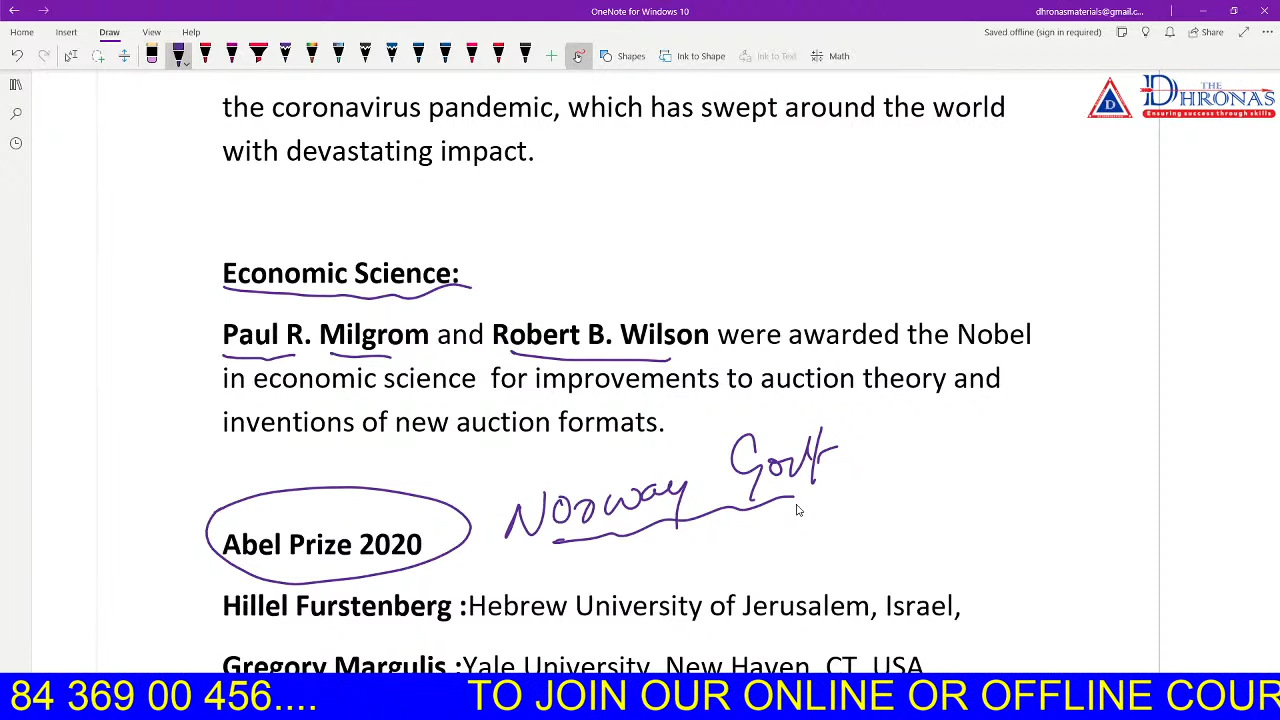 OneNote for Windows 10
dhronasmaterials@gmail.c...
Home Insert Draw View Help
Saved offline (sign in required) Share
Shapes Ink to Shape Ink to Text Math
THE
DHRONAS
Ensuring success through skills
the coronavirus pandemic, which has swept around the world
with devastating impact.
Economic Science:
Paul R. Milgrom and Robert B. Wilson were awarded the Nobel
in economic science for improvements to auction theory and
inventions of new auction formats.
Norway Govt
Abel Prize 2020
Hillel Furstenberg :Hebrew University of Jerusalem, Israel,
Gregory Margulis :Yale University, New Haven, CT, USA
84 369 00 456.... TO JOIN OUR ONLINE OR OFFLINE COUR